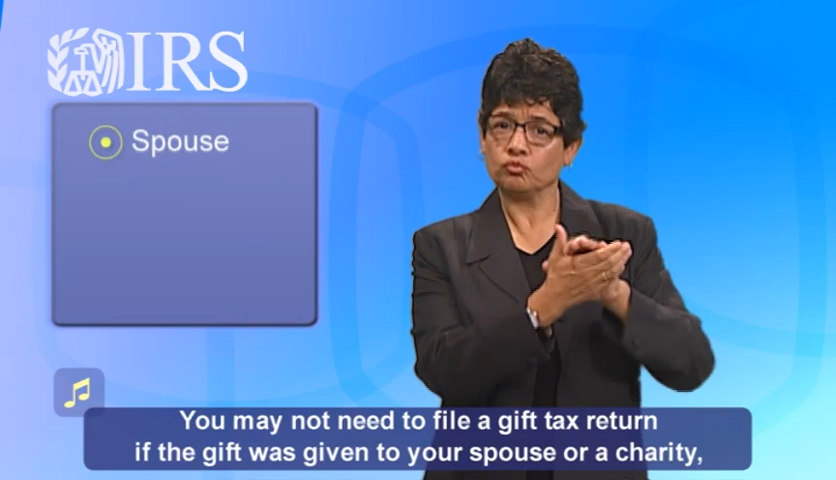 IRS
Spouse
You may not need to file a gift tax return
if the gift was given to your spouse or a charity,